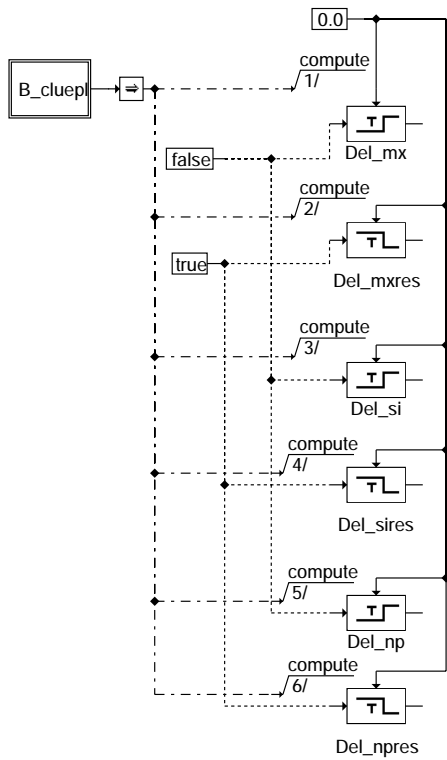 0.0
compute
1/
B_cluepl
T
Del_mx
false
compute
2/
T
true
Del_mxres
compute
3/
T
Del_si
compute
4/
T
Del_sires
compute
5/
T
Del_np
compute
6/
T
Del_npres